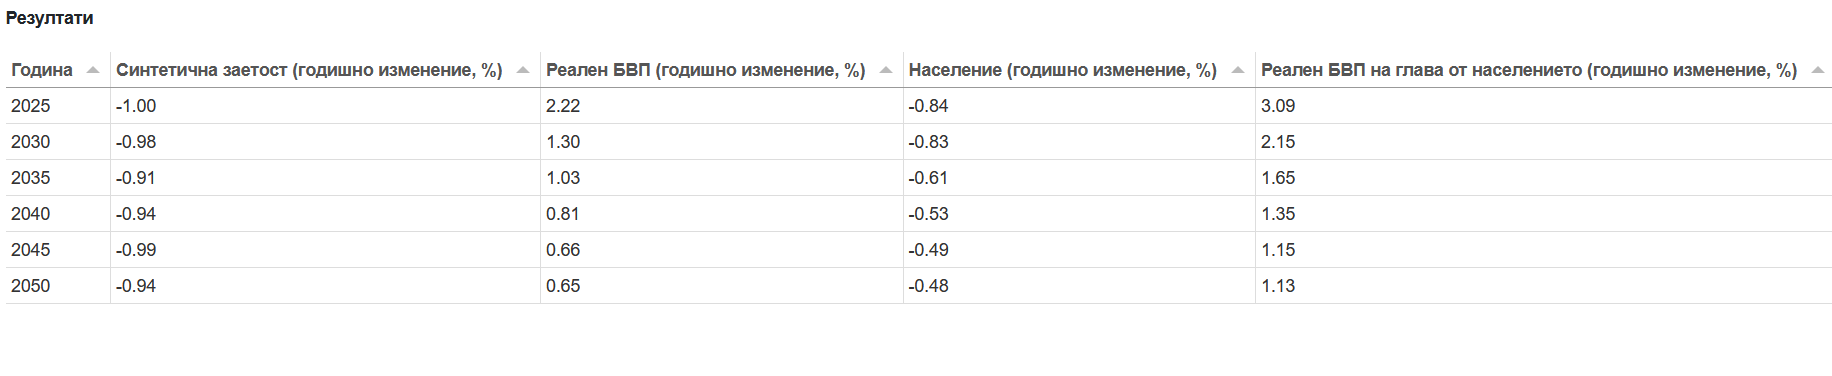 Резултати
Година Синтетична заетост (годишно изменение, %) Реален БВП (годишно изменение, %) Население (годишно изменение, %) Реален БВП на глава от населението (годишно изменение, %)
2025 -1.00 2.22 -0.84 3.09
2030 -0.98 1.30 -0.83 2.15
2035 -0.91 1.03 -0.61 1.65
2040 -0.94 0.81 -0.53 1.35
2045 -0.99 0.66 -0.49 1.15
2050 -0.94 0.65 -0.48 1.13